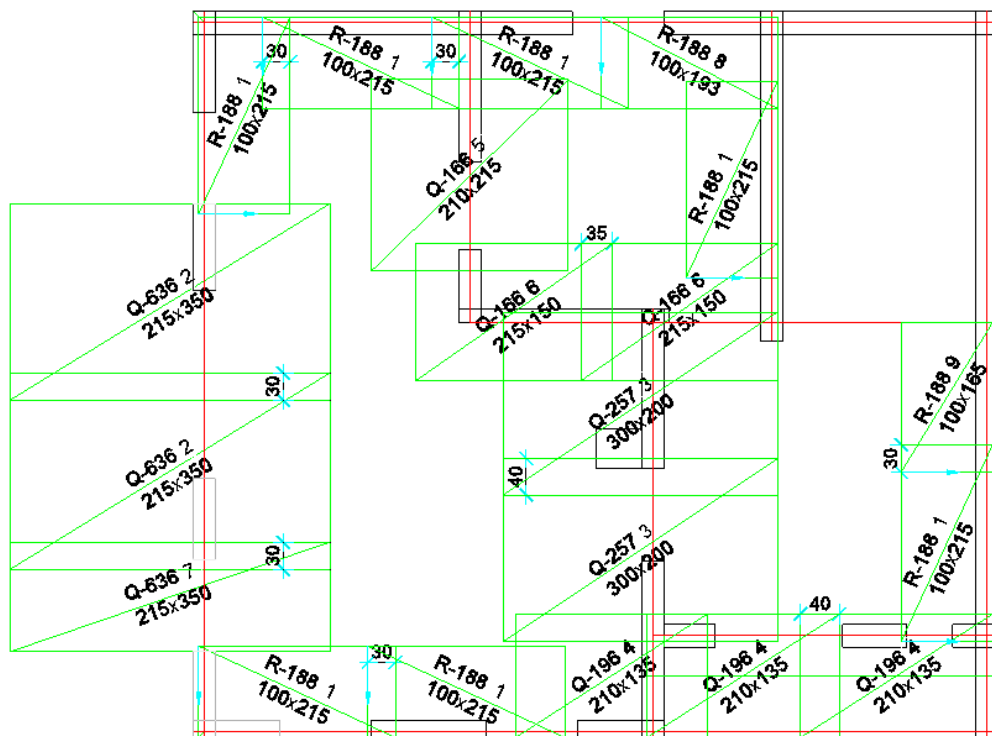 R-188 1
100x215
30
R-188 1
100x215
30
R-188 1
100x215
R-188 8
100x193
Q-166 5
210x215
R-188 1
100x215
35
Q-636 2
215x350
Q-166 6
215x150
Q-166 6
215x150
30
Q-257 3
300x200
R-188 9
100x165
Q-636 2
215x350
40
30
30
Q-257 3
300x200
R-188 1
100x215
Q-636 7
215x350
40
30
R-188 1
100x215
R-188 1
100x215
Q-196 4
210x135
Q-196 4
210x135
Q-196 4
210x135